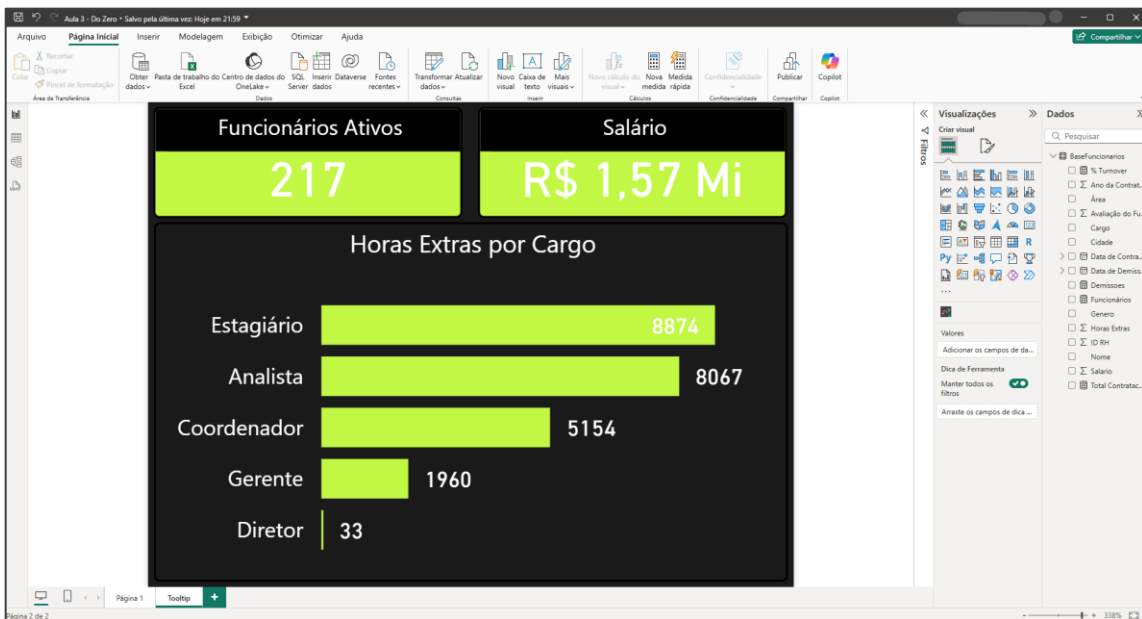 Aula 3 - Do Zero • Salvo pela última vez: Hoje em 21:59
Arquivo Página Inicial Inserir Modelagem Exibição Otimizar Ajuda Compartilhar
Colar
Recortar
Copiar
Pincel de formatação
Obter dados
Pasta de trabalho do Excel
Centro de dados do OneLake
SQL Server
Inserir dados
Dataverse
Fontes recentes
Transformar dados
Atualizar
Novo visual
Caixa de texto
Mais visuais
Novo cálculo do visual
Nova medida
Medida rápida
Confidencialidade
Publicar
Copilot
Área da Transferência Dados Consultas Inserir Cálculos Confidencialidade Compartilhar Copilot
Funcionários Ativos
217
Salário
R$ 1,57 Mi
Horas Extras por Cargo
Estagiário 8874
Analista 8067
Coordenador 5154
Gerente 1960
Diretor 33
Filtros
Visualizações
Criar visual
R
Py
...
Valores
Adicionar os campos de da...
Dica de Ferramenta
Manter todos os filtros
Arraste os campos de dica ...
Dados
Pesquisar
BaseFuncionarios
% Turnover
Ano da Contrat...
Área
Avaliação do Fu...
Cargo
Cidade
Data de Contra...
Data de Demiss...
Demissoes
Funcionários
Genero
Horas Extras
ID RH
Nome
Salario
Total Contratac...
Página 1 Tooltip +
Página 2 de 2
338%